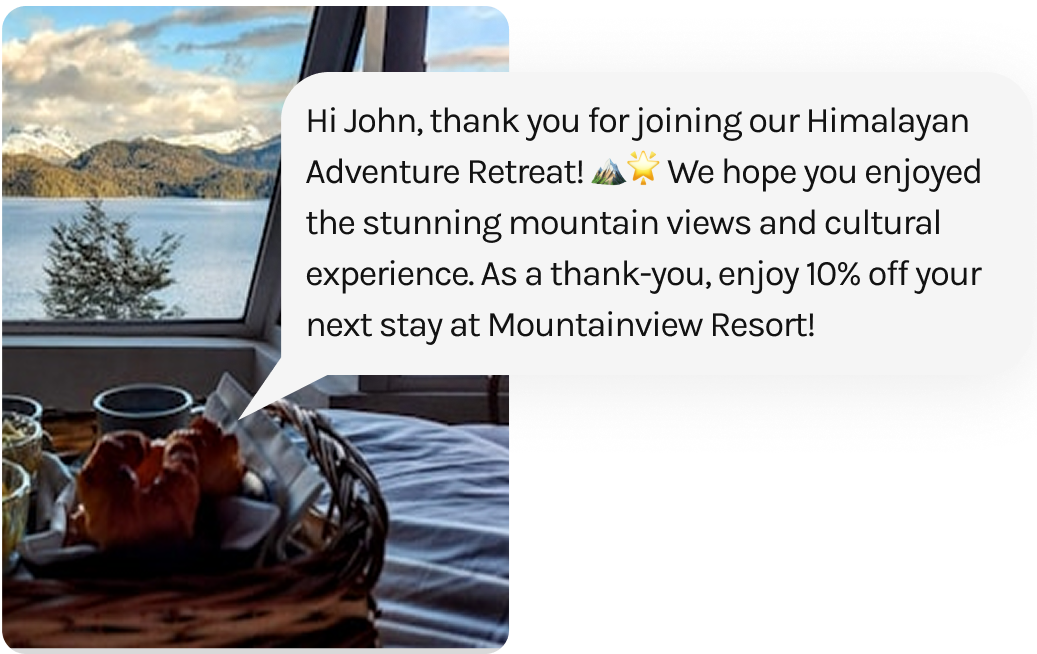 Hi John, thank you for joining our Himalayan
Adventure Retreat! ⛰️🌟 We hope you enjoyed
the stunning mountain views and cultural
experience. As a thank-you, enjoy 10% off your
next stay at Mountainview Resort!